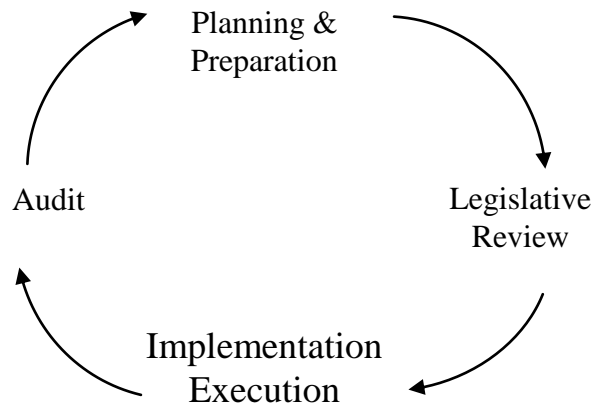 Planning &
Preparation
Audit
Legislative
Review
Implementation
Execution